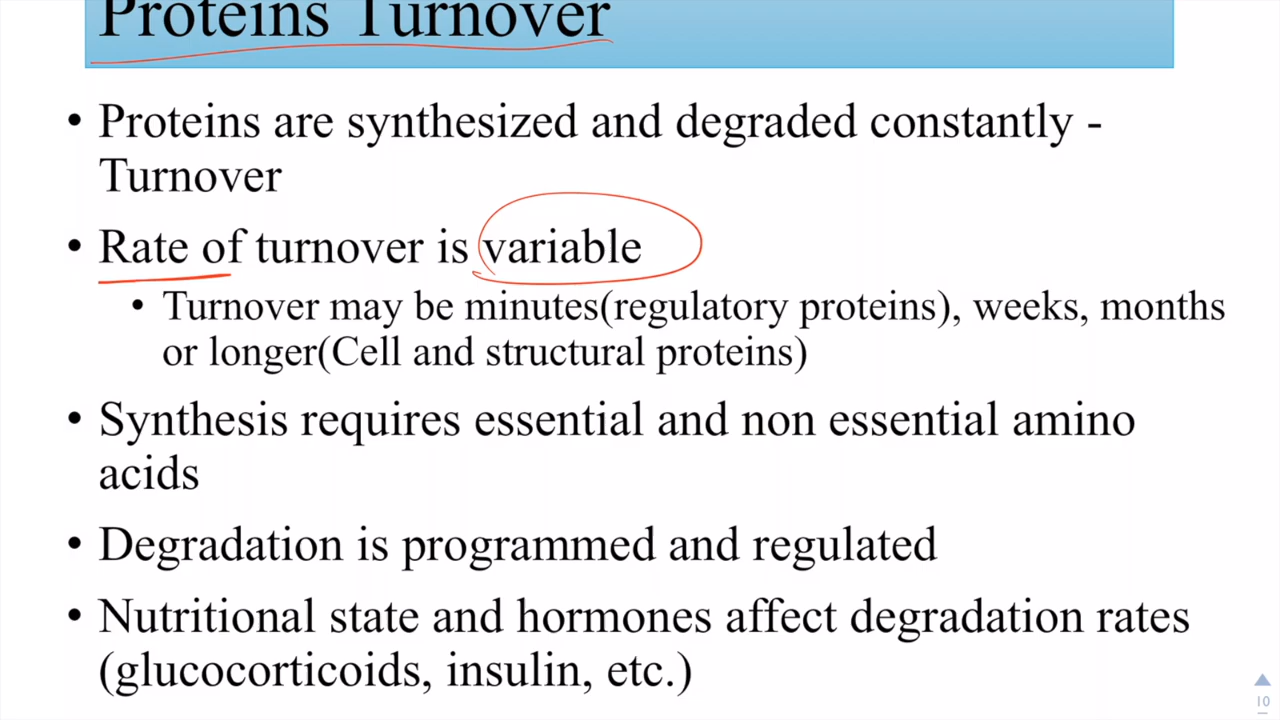 Proteins Turnover
• Proteins are synthesized and degraded constantly -
Turnover
• Rate of turnover is variable
• Turnover may be minutes(regulatory proteins), weeks, months
or longer(Cell and structural proteins)
• Synthesis requires essential and non essential amino
acids
• Degradation is programmed and regulated
• Nutritional state and hormones affect degradation rates
(glucocorticoids, insulin, etc.)
10